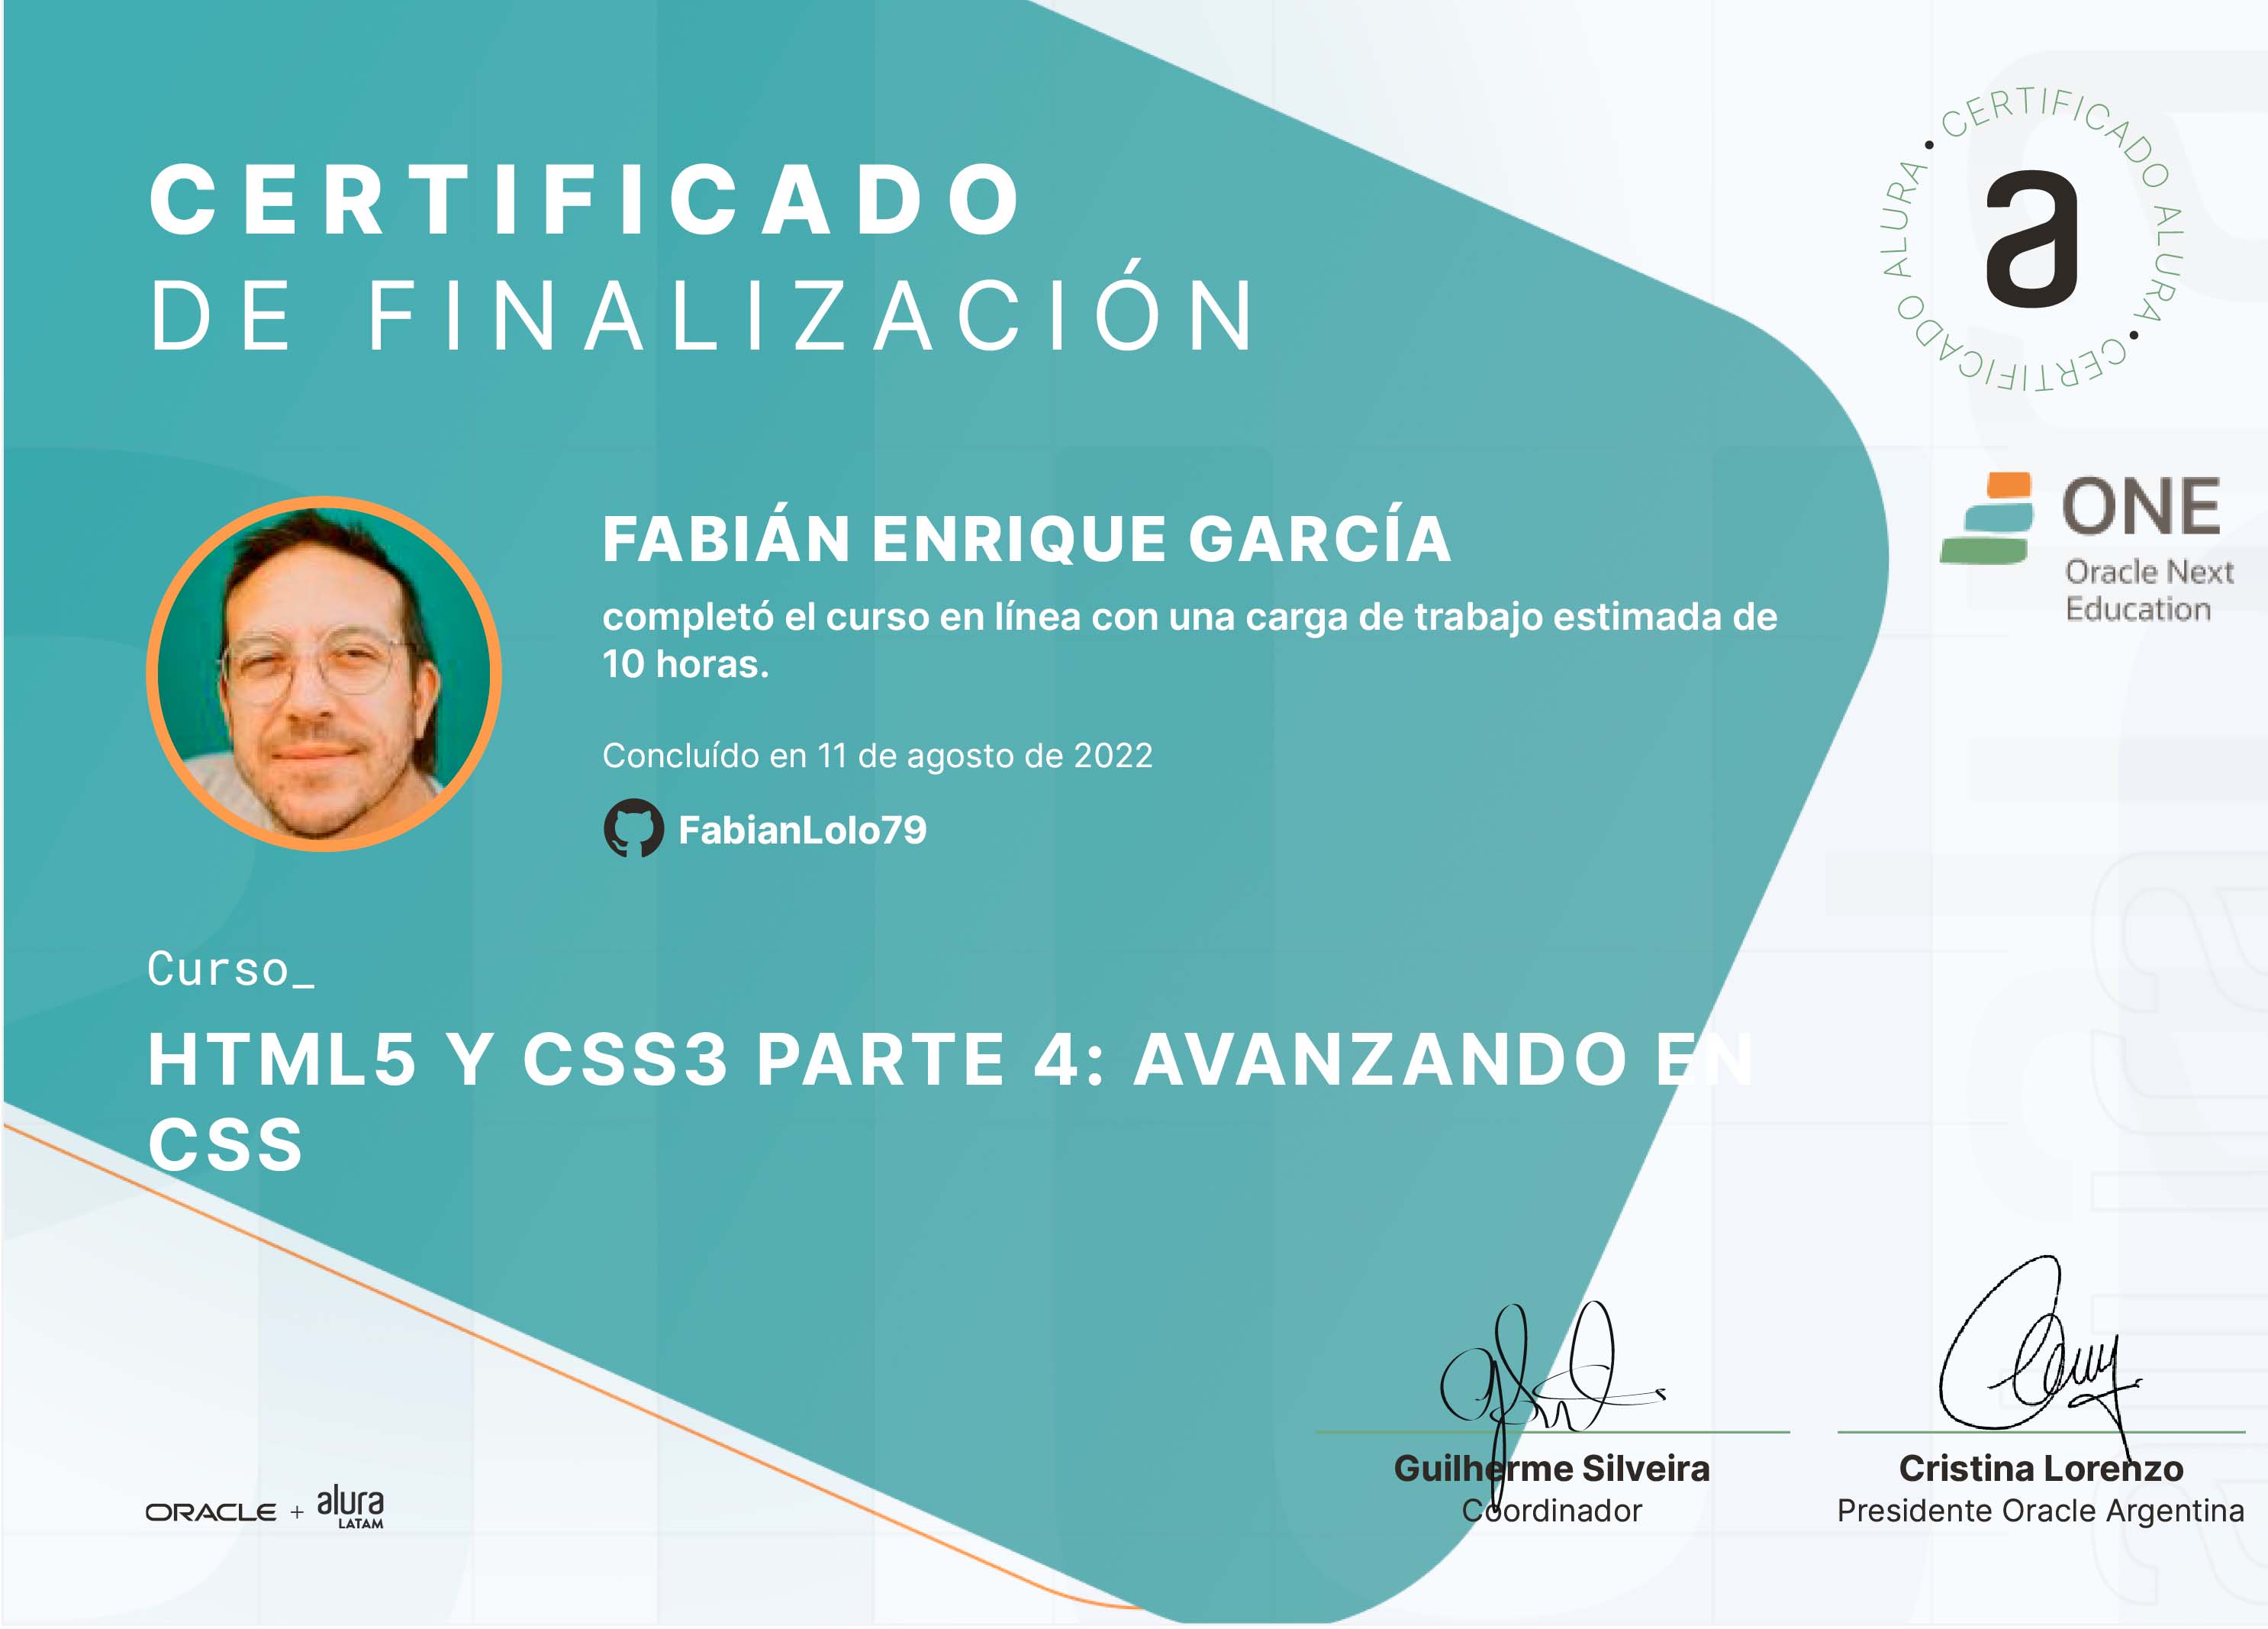 CERTIFICADO
DE FINALIZACIÓN
CERTIFICADO ALURA • CERTIFICADO ALURA •
a
ONE
Oracle Next
Education
FABIÁN ENRIQUE GARCÍA
completó el curso en línea con una carga de trabajo estimada de
10 horas.
Concluído en 11 de agosto de 2022
FabianLolo79
Curso_
HTML5 Y CSS3 PARTE 4: AVANZANDO EN
CSS
Guilherme Silveira
Coordinador
Cristina Lorenzo
Presidente Oracle Argentina
ORACLE + alura
LATAM